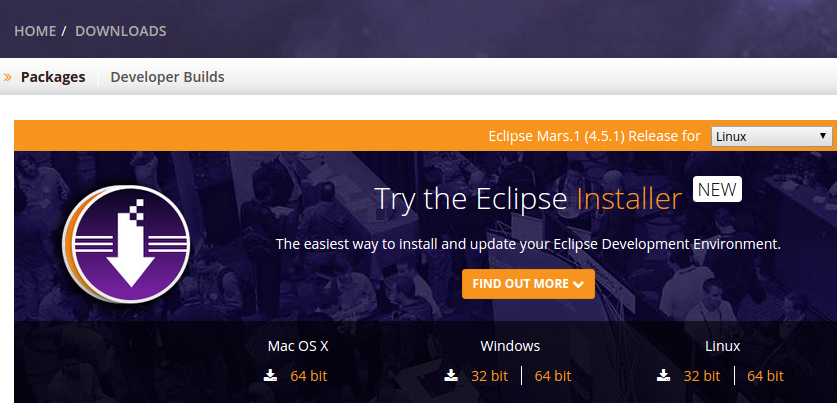 HOME / DOWNLOADS
Packages Developer Builds
Eclipse Mars.1 (4.5.1) Release for Linux
Try the Eclipse Installer NEW
The easiest way to install and update your Eclipse Development Environment.
FIND OUT MORE
Mac OS X Windows Linux
64 bit 32 bit 64 bit 32 bit 64 bit